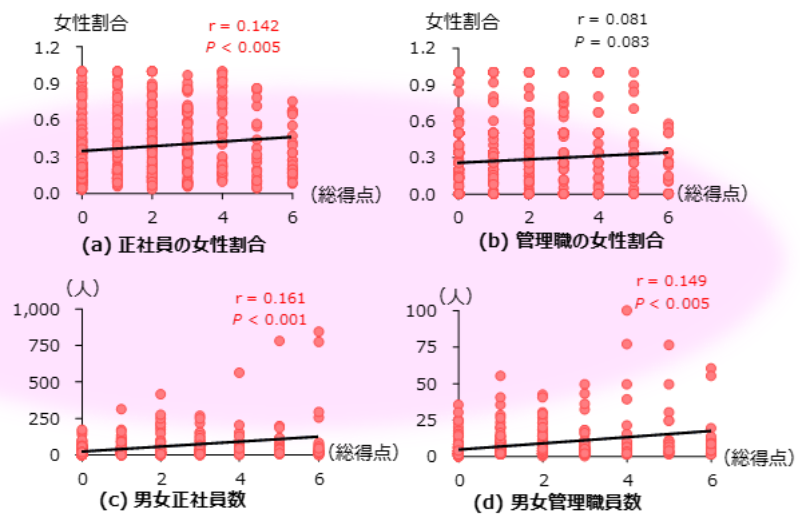 女性割合
r = 0.142
P < 0.005
1.2
0.9
0.6
0.3
0.0
0 2 4 6
(総得点)
(a) 正社員の女性割合
女性割合
r = 0.081
P = 0.083
1.2
0.9
0.6
0.3
0.0
0 2 4 6
(総得点)
(b) 管理職の女性割合
(人)
r = 0.161
P < 0.001
1,000
750
500
250
0
0 2 4 6
(総得点)
(c) 男女正社員数
(人)
r = 0.149
P < 0.005
100
75
50
25
0
0 2 4 6
(総得点)
(d) 男女管理職員数